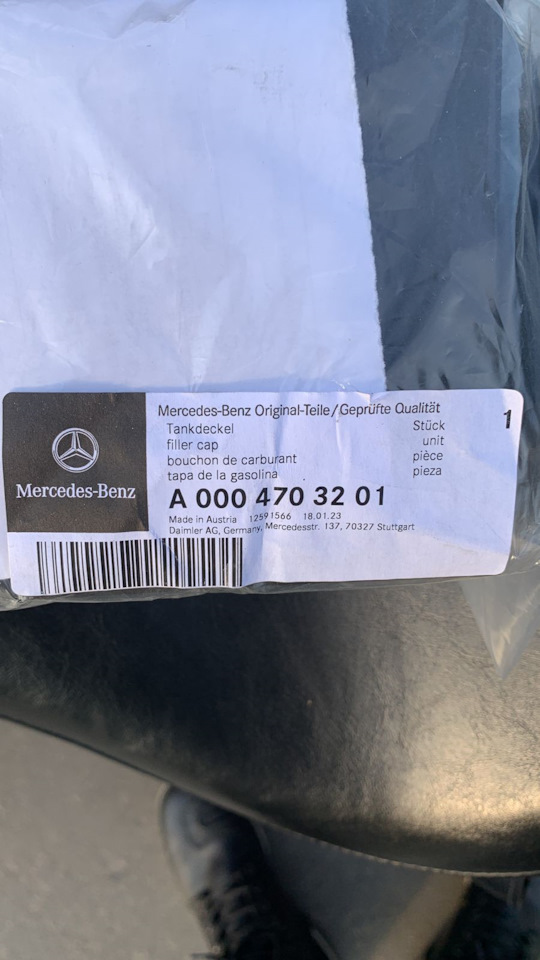 Mercedes-Benz
Mercedes-Benz Original-Teile/Geprüfte Qualität
Tankdeckel Stück 1
filler cap unit
bouchon de carburant pièce
tapa de la gasolina pieza
A 000 470 32 01
Made in Austria 12591566 18.01.23
Daimler AG, Germany, Mercedesstr. 137, 70327 Stuttgart